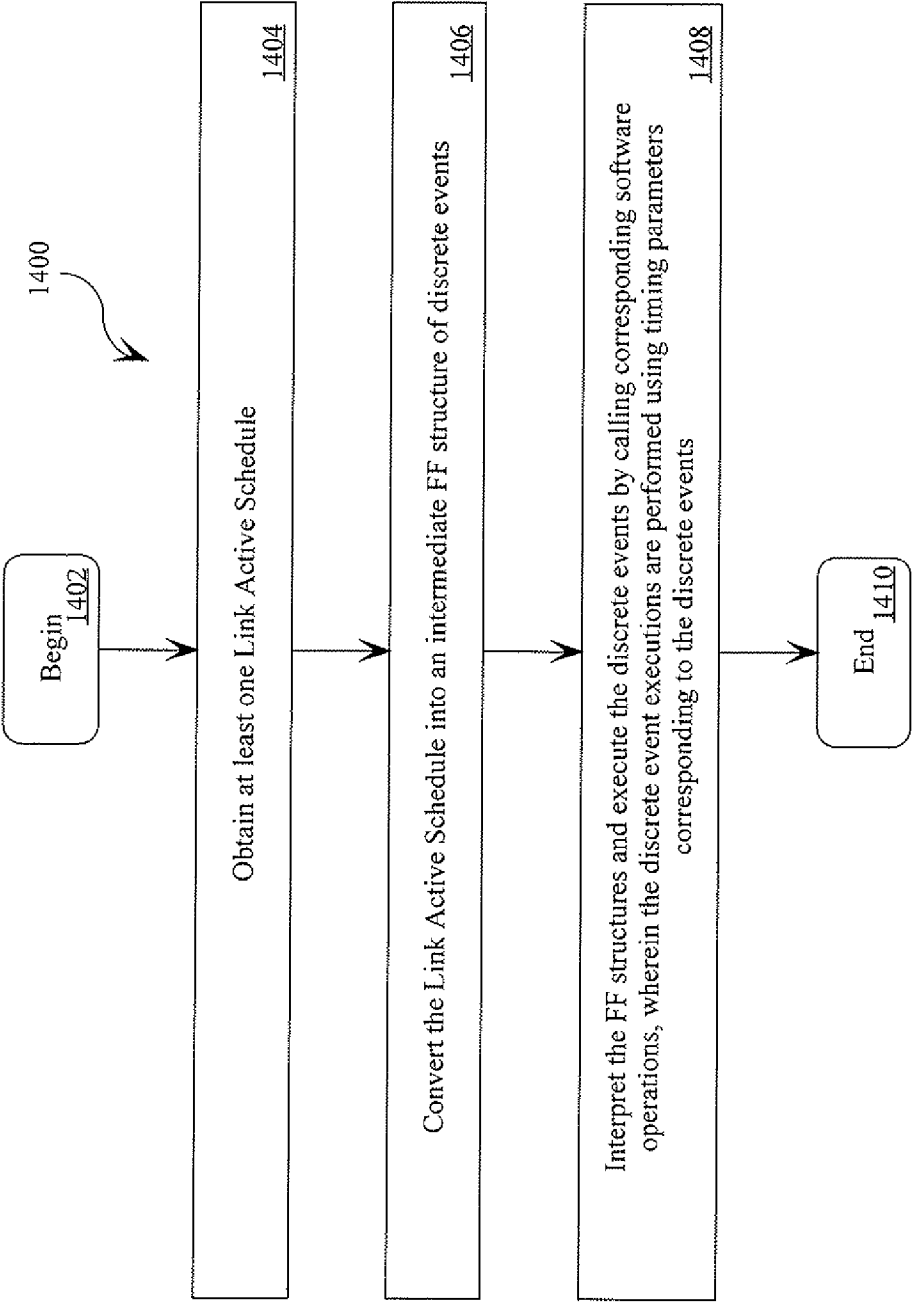 1400
Begin
1402
Obtain at least one Link Active Schedule
1404
Convert the Link Active Schedule into an intermediate FF structure of discrete events
1406
Interpret the FF structures and execute the discrete events by calling corresponding software
operations, wherein the discrete event executions are performed using timing parameters
corresponding to the discrete events
1408
End
1410